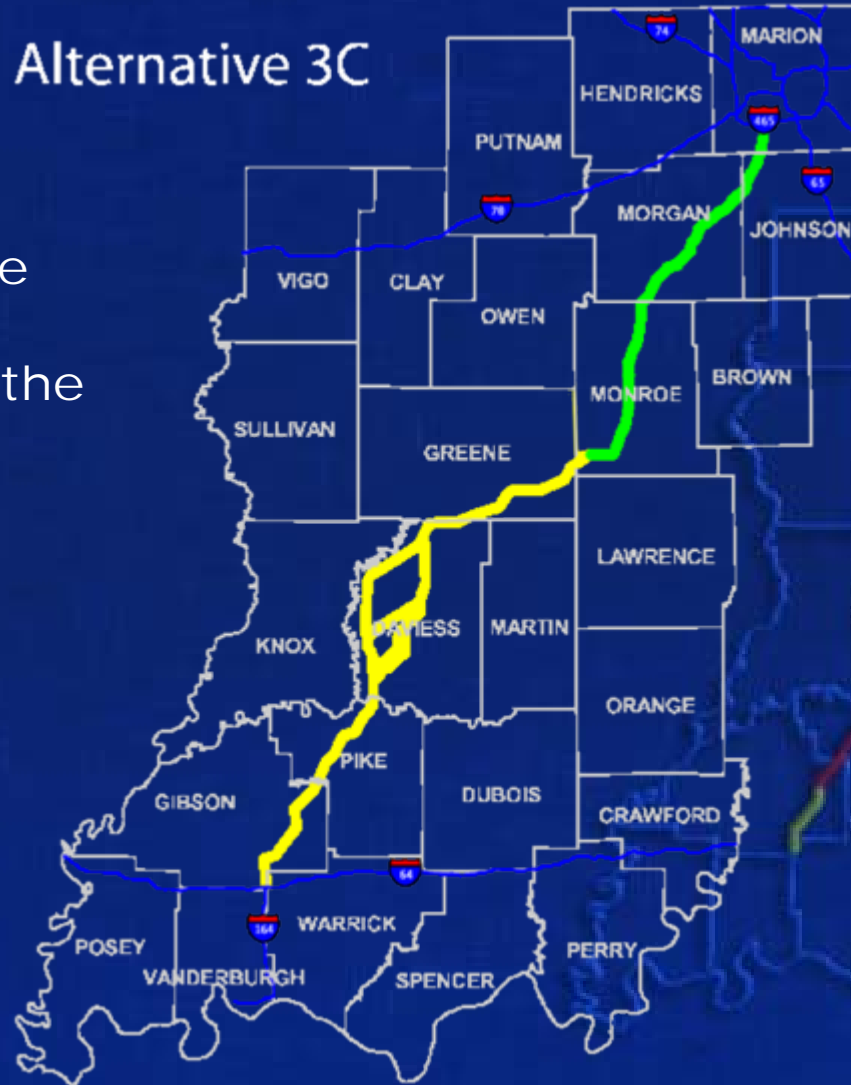 Alternative 3C
74
MARION
HENDRICKS
465
PUTNAM
65
70
MORGAN
JOHNSON
e
VIGO
CLAY
OWEN
the
BROWN
MONROE
SULLIVAN
GREENE
LAWRENCE
DAVIESS
MARTIN
KNOX
ORANGE
PIKE
DUBOIS
GIBSON
CRAWFORD
64
164
WARRICK
POSEY
PERRY
VANDERBURGH
SPENCER